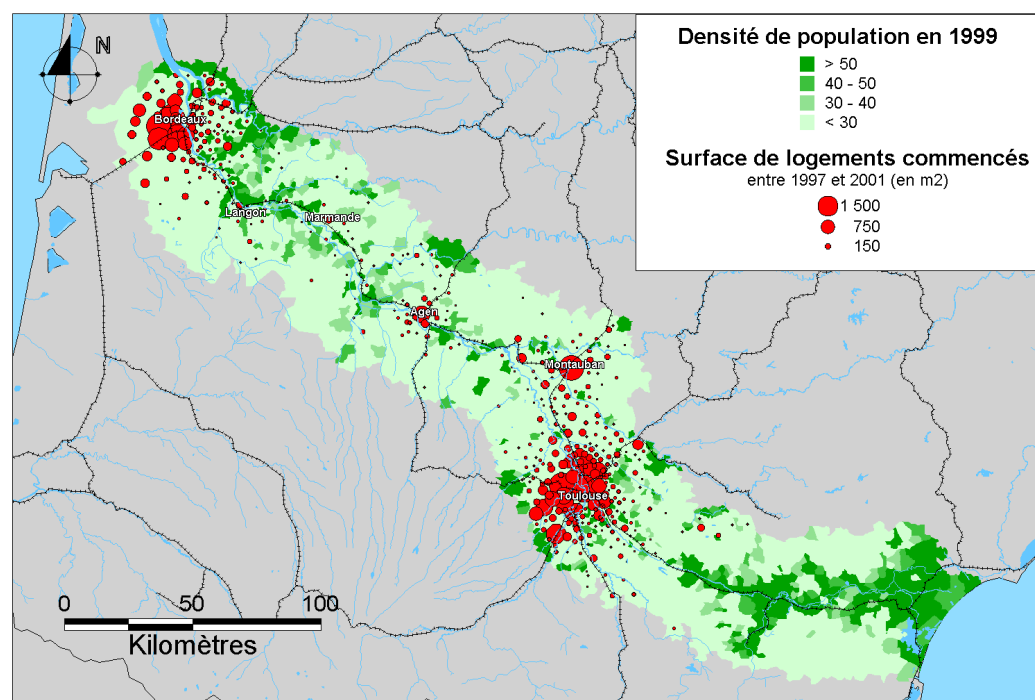 N
Densité de population en 1999
> 50
40 - 50
30 - 40
< 30
Surface de logements commencés
entre 1997 et 2001 (en m2)
1 500
750
150
Bordeaux
Langon
Marmande
Agen
Montauban
Toulouse
0 50 100
Kilomètres